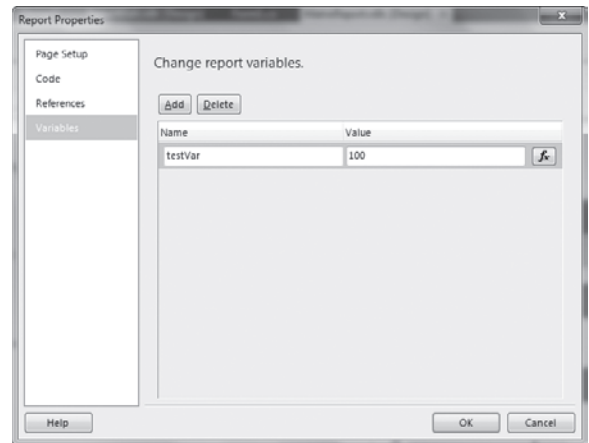 Report Properties
x
Page Setup
Code
References
Variables
Change report variables.
Add Delete
Name Value
testVar 100 fx
Help OK Cancel